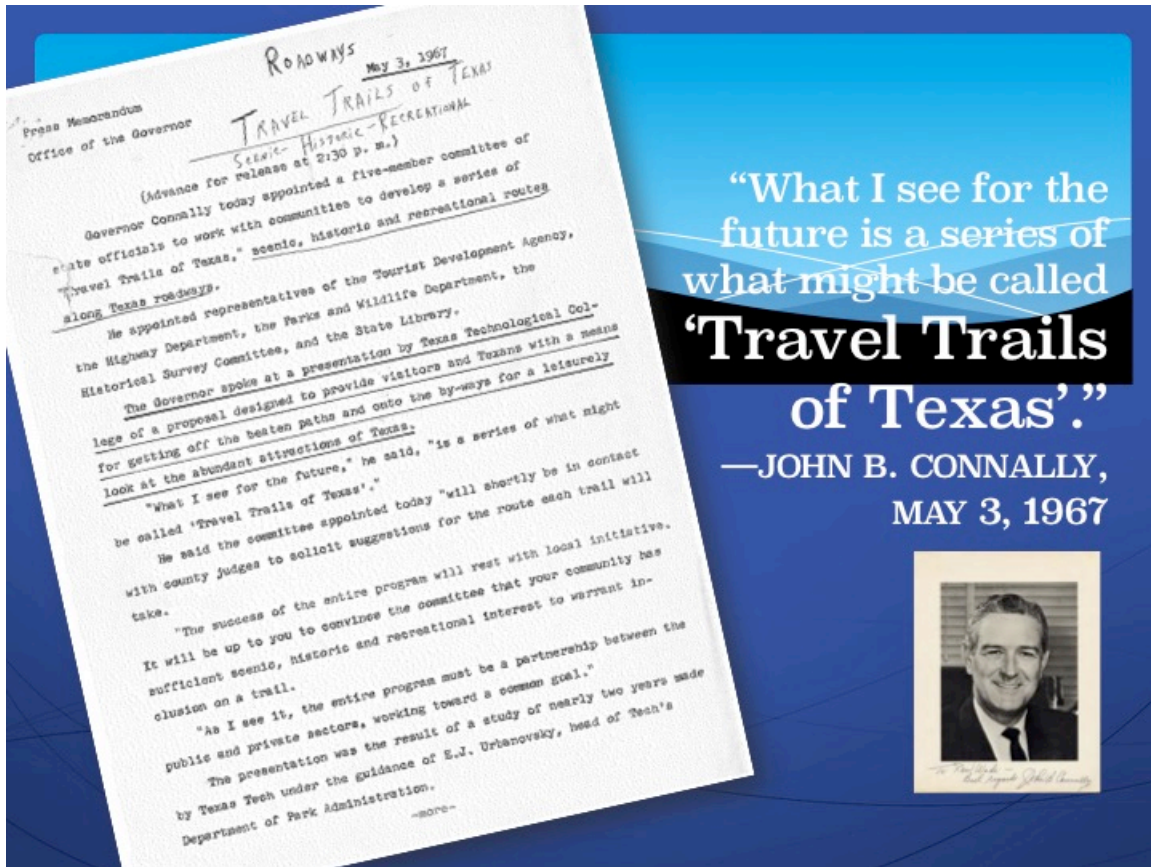 ROADWAYS
May 3, 1967
Press Memorandum
Office of the Governor
TRAVEL TRAILS OF TEXAS
SCENIC-HISTORIC-RECREATIONAL
(Advance for release at 2:30 p. m.)
Governor Connally today appointed a five-member committee of
state officials to work with communities to develop a series of
"Travel Trails of Texas," scenic, historic and recreational routes
along Texas roadways.
He appointed representatives of the Tourist Development Agency,
the Highway Department, the Parks and Wildlife Department, the
Historical Survey Committee, and the State Library.
The Governor spoke at a presentation by Texas Technological Col-
lege of a proposal designed to provide visitors and Texans with a means
for getting off the beaten paths and onto the by-ways for a leisurely
look at the abundant attractions of Texas.
"What I see for the future," he said, "is a series of what might
be called 'Travel Trails of Texas'."
He said the committee appointed today "will shortly be in contact
with county judges to solicit suggestions for the route each trail will
take.
"The success of the entire program will rest with local initiative.
It will be up to you to convince the committee that your community has
sufficient scenic, historic and recreational interest to warrant in-
clusion on a trail.
"As I see it, the entire program must be a partnership between the
public and private sectors, working toward a common goal."
The presentation was the result of a study of nearly two years made
by Texas Tech under the guidance of E.J. Urbanovsky, head of Tech's
Department of Park Administration.
-more-
“What I see for the
future is a series of
what might be called
‘Travel Trails
of Texas’.”
—JOHN B. CONNALLY,
MAY 3, 1967
To Paul Wade —
Best regards John B Connally